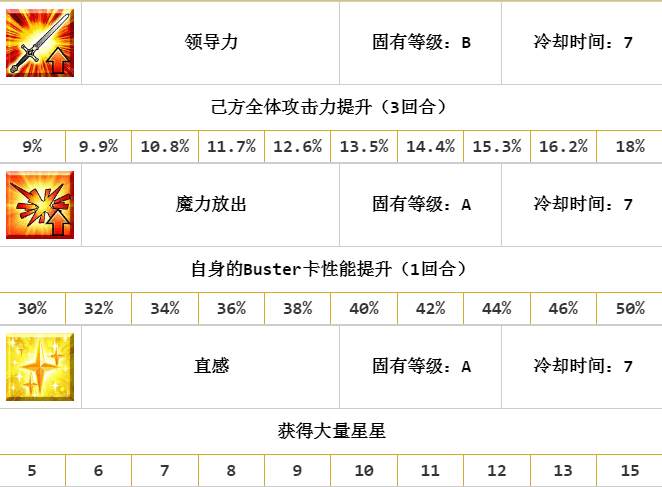 领导力 固有等级：B 冷却时间：7
己方全体攻击力提升（3回合）
9% 9.9% 10.8% 11.7% 12.6% 13.5% 14.4% 15.3% 16.2% 18%
魔力放出 固有等级：A 冷却时间：7
自身的Buster卡性能提升（1回合）
30% 32% 34% 36% 38% 40% 42% 44% 46% 50%
直感 固有等级：A 冷却时间：7
获得大量星星
5 6 7 8 9 10 11 12 13 15